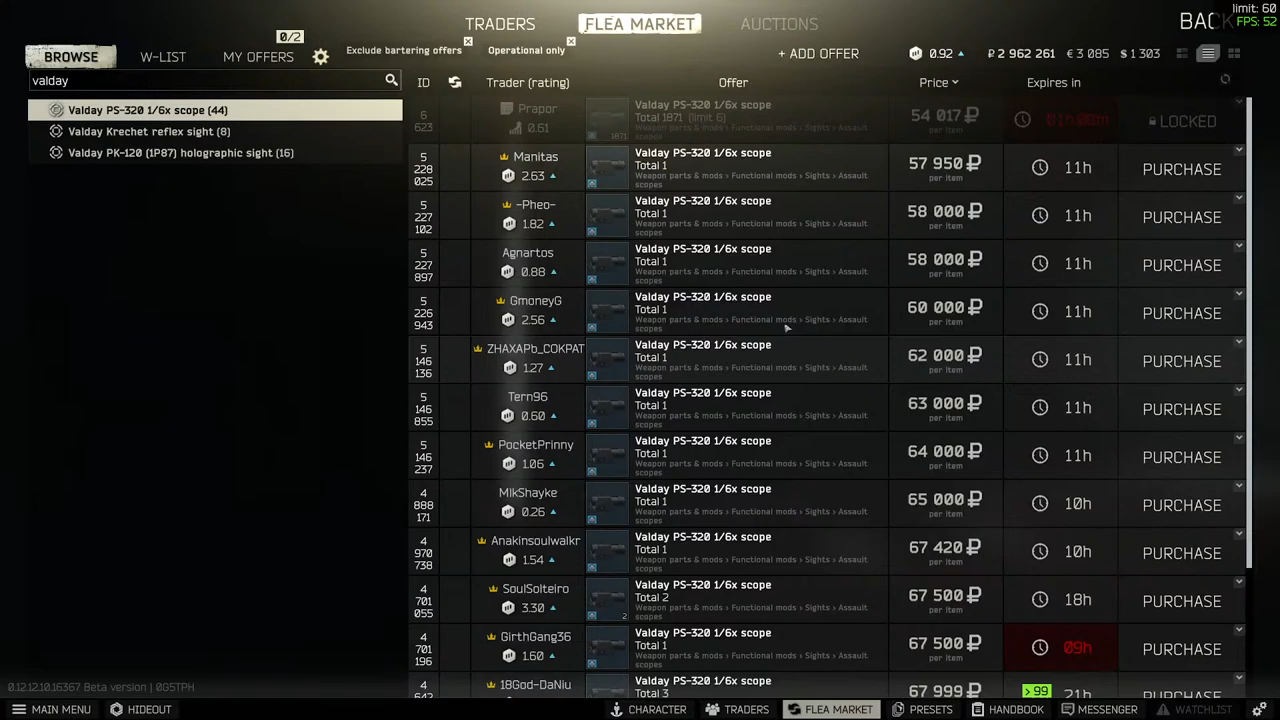 limit: 60
FPS: 52
TRADERS FLEA MARKET AUCTIONS BAC
0/2
BROWSE W-LIST MY OFFERS Exclude bartering offers Operational only + ADD OFFER 0.92 ₽ 2 962 261 € 3 085 $ 1 303
valday ID Trader (rating) Offer Price Expires in
Valday PS-320 1/6x scope (44)
Valday Krechet reflex sight (8)
Valday PK-120 (1P87) holographic sight (16)
6 623 Prapor 0.61 1871 Valday PS-320 1/6x scope Total 1871 (limit 6) 54 017 ₽ per item LOCKED
5 228 025 Manitas 2.63 Valday PS-320 1/6x scope Total 1 Weapon parts & mods › Functional mods › Sights › Assault scopes 57 950 ₽ per item 11h PURCHASE
5 227 102 -Pheo- 1.82 Valday PS-320 1/6x scope Total 1 Weapon parts & mods › Functional mods › Sights › Assault scopes 58 000 ₽ per item 11h PURCHASE
5 227 897 Agnartos 0.88 Valday PS-320 1/6x scope Total 1 Weapon parts & mods › Functional mods › Sights › Assault scopes 58 000 ₽ per item 11h PURCHASE
5 226 943 GmoneyG 2.56 Valday PS-320 1/6x scope Total 1 Weapon parts & mods › Functional mods › Sights › Assault scopes 60 000 ₽ per item 11h PURCHASE
5 146 136 ZHAXAPb_COKPAT 1.27 Valday PS-320 1/6x scope Total 1 Weapon parts & mods › Functional mods › Sights › Assault scopes 62 000 ₽ per item 11h PURCHASE
5 146 855 Tern96 0.60 Valday PS-320 1/6x scope Total 1 Weapon parts & mods › Functional mods › Sights › Assault scopes 63 000 ₽ per item 11h PURCHASE
5 146 237 PocketPrinny 1.06 Valday PS-320 1/6x scope Total 1 Weapon parts & mods › Functional mods › Sights › Assault scopes 64 000 ₽ per item 11h PURCHASE
4 888 171 MlkShayke 0.26 Valday PS-320 1/6x scope Total 1 Weapon parts & mods › Functional mods › Sights › Assault scopes 65 000 ₽ per item 10h PURCHASE
4 970 738 Anakinsoulwalkr 1.54 Valday PS-320 1/6x scope Total 1 Weapon parts & mods › Functional mods › Sights › Assault scopes 67 420 ₽ per item 10h PURCHASE
4 701 055 SoulSolteiro 3.30 2 Valday PS-320 1/6x scope Total 2 Weapon parts & mods › Functional mods › Sights › Assault scopes 67 500 ₽ per item 18h PURCHASE
4 701 196 GirthGang36 1.60 Valday PS-320 1/6x scope Total 1 Weapon parts & mods › Functional mods › Sights › Assault scopes 67 500 ₽ per item 09h PURCHASE
4 18God-DaNiu Valday PS-320 1/6x scope Total 3 67 999 ₽ >99 21h PURCHASE
0.12.12.10.16367 Beta version | 0G5TPH
MAIN MENU HIDEOUT CHARACTER TRADERS FLEA MARKET PRESETS HANDBOOK MESSENGER WATCHLIST